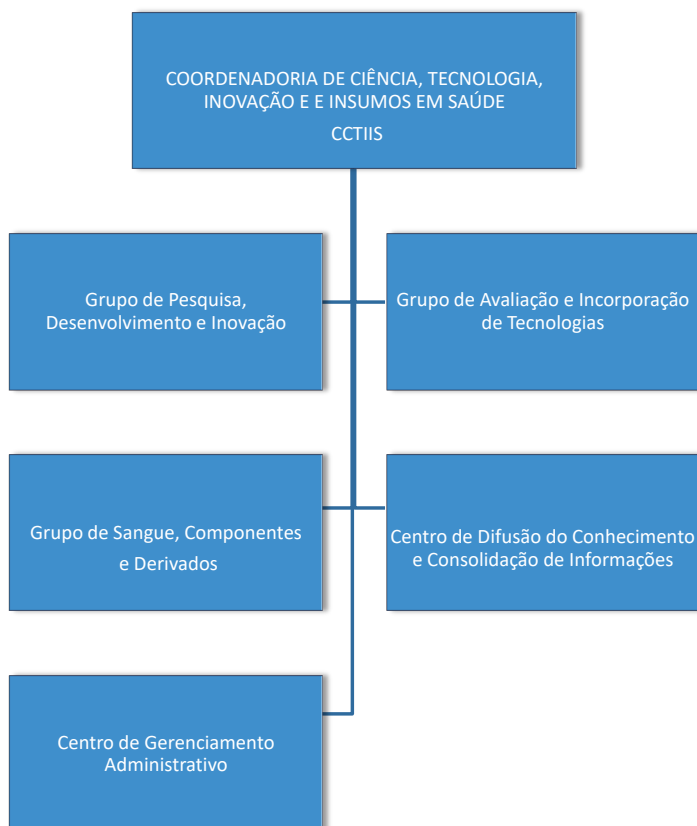 COORDENADORIA DE CIÊNCIA, TECNOLOGIA,
INOVAÇÃO E E INSUMOS EM SAÚDE
CCTIIS
Grupo de Pesquisa,
Desenvolvimento e Inovação
Grupo de Avaliação e Incorporação
de Tecnologias
Grupo de Sangue, Componentes
e Derivados
Centro de Difusão do Conhecimento
e Consolidação de Informações
Centro de Gerenciamento
Administrativo